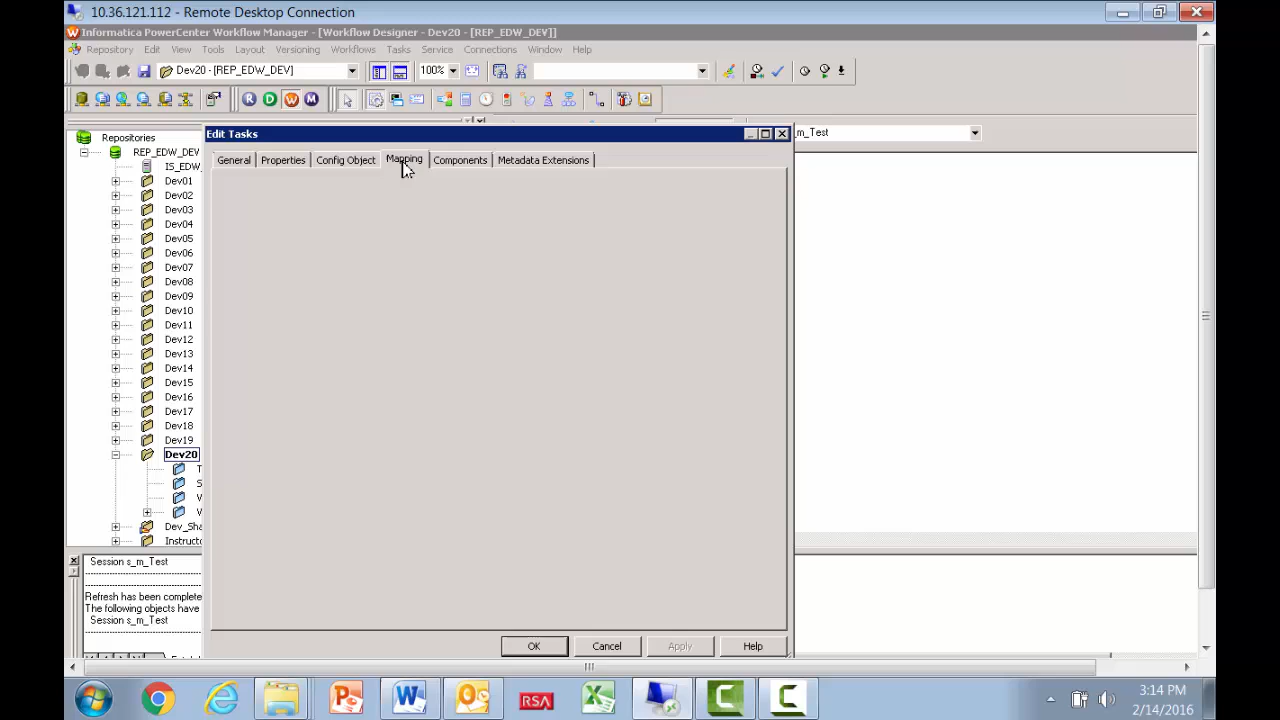 10.36.121.112 - Remote Desktop Connection
Informatica PowerCenter Workflow Manager - [Workflow Designer - Dev20 - [REP_EDW_DEV]]
Repository Edit View Tools Layout Versioning Workflows Tasks Service Connections Window Help
Dev20 - [REP_EDW_DEV] 100%
R D W M
Repositories
REP_EDW_DEV
IS_EDW
Dev01
Dev02
Dev03
Dev04
Dev05
Dev06
Dev07
Dev08
Dev09
Dev10
Dev11
Dev12
Dev13
Dev14
Dev15
Dev16
Dev17
Dev18
Dev19
Dev20
T
S
V
V
Dev_Sha
Instructo
Edit Tasks
m_Test
General Properties Config Object Mapping Components Metadata Extensions
OK Cancel Apply Help
Session s_m_Test
Refresh has been complete
The following objects have
Session s_m_Test
RSA
3:14 PM
2/14/2016